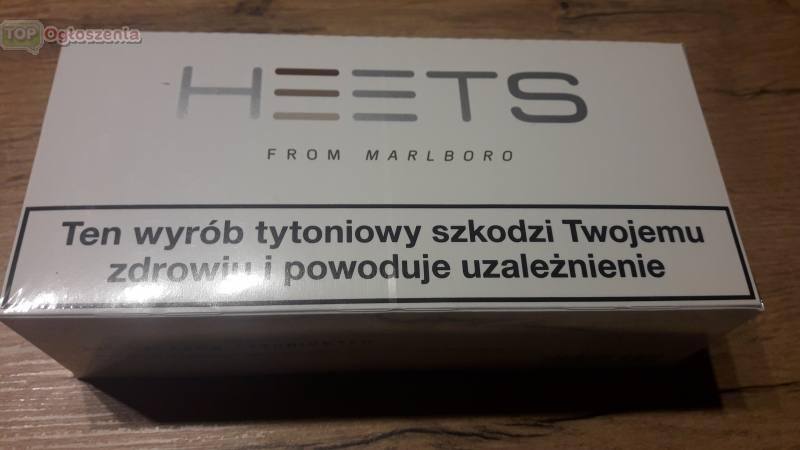 TOP Ogłoszenia
HEETS
FROM MARLBORO
Ten wyrób tytoniowy szkodzi Twojemu
zdrowiu i powoduje uzależnienie